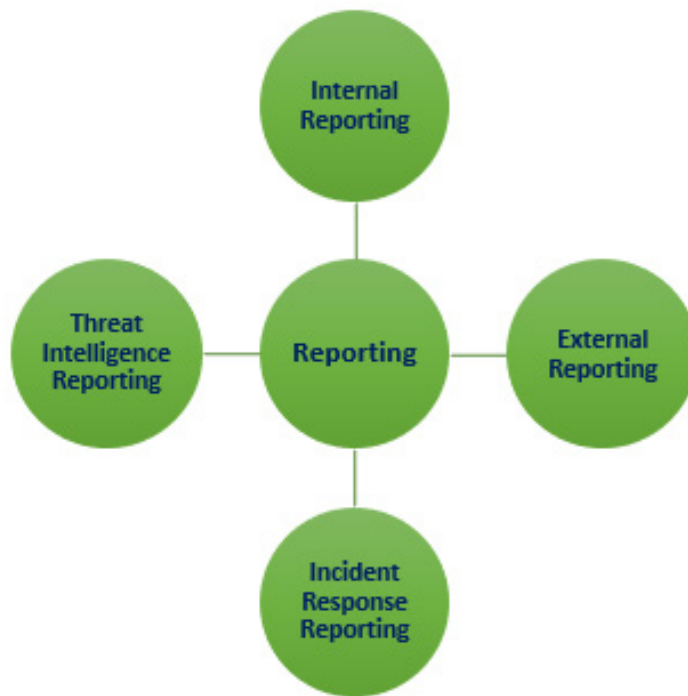 Internal
Reporting
Threat
Intelligence
Reporting
Reporting
External
Reporting
Incident
Response
Reporting